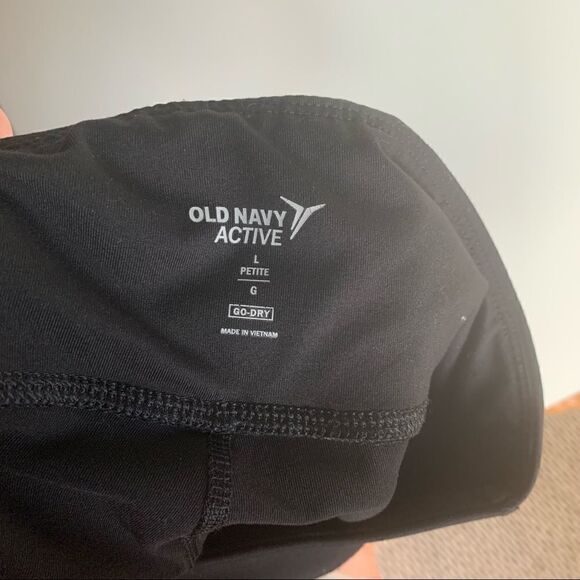 OLD NAVY
ACTIVE
L
PETITE
G
GO-DRY
MADE IN VIETNAM